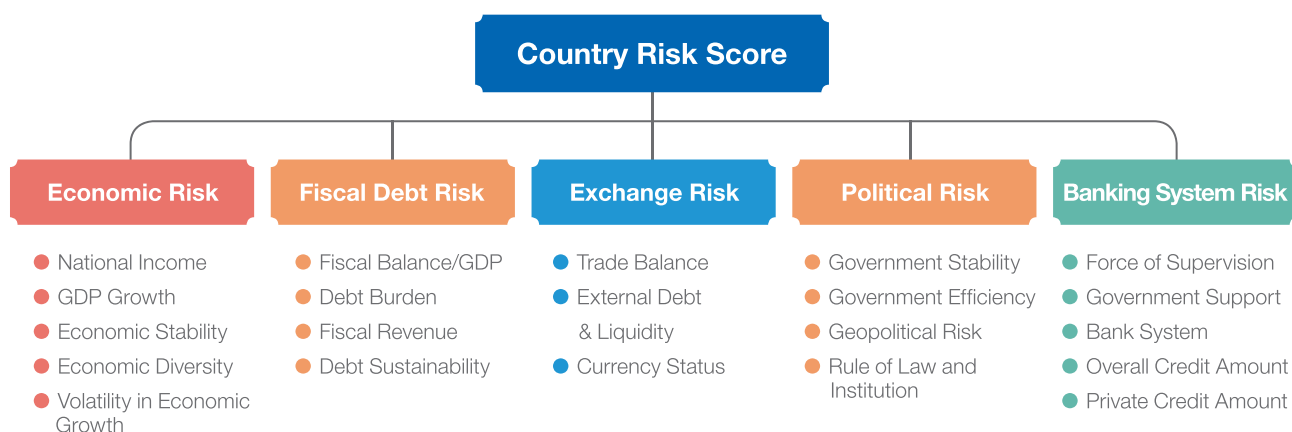 Country Risk Score
Economic Risk
National Income
GDP Growth
Economic Stability
Economic Diversity
Volatility in Economic
Growth
Fiscal Debt Risk
Fiscal Balance/GDP
Debt Burden
Fiscal Revenue
Debt Sustainability
Exchange Risk
Trade Balance
External Debt
& Liquidity
Currency Status
Political Risk
Government Stability
Government Efficiency
Geopolitical Risk
Rule of Law and
Institution
Banking System Risk
Force of Supervision
Government Support
Bank System
Overall Credit Amount
Private Credit Amount